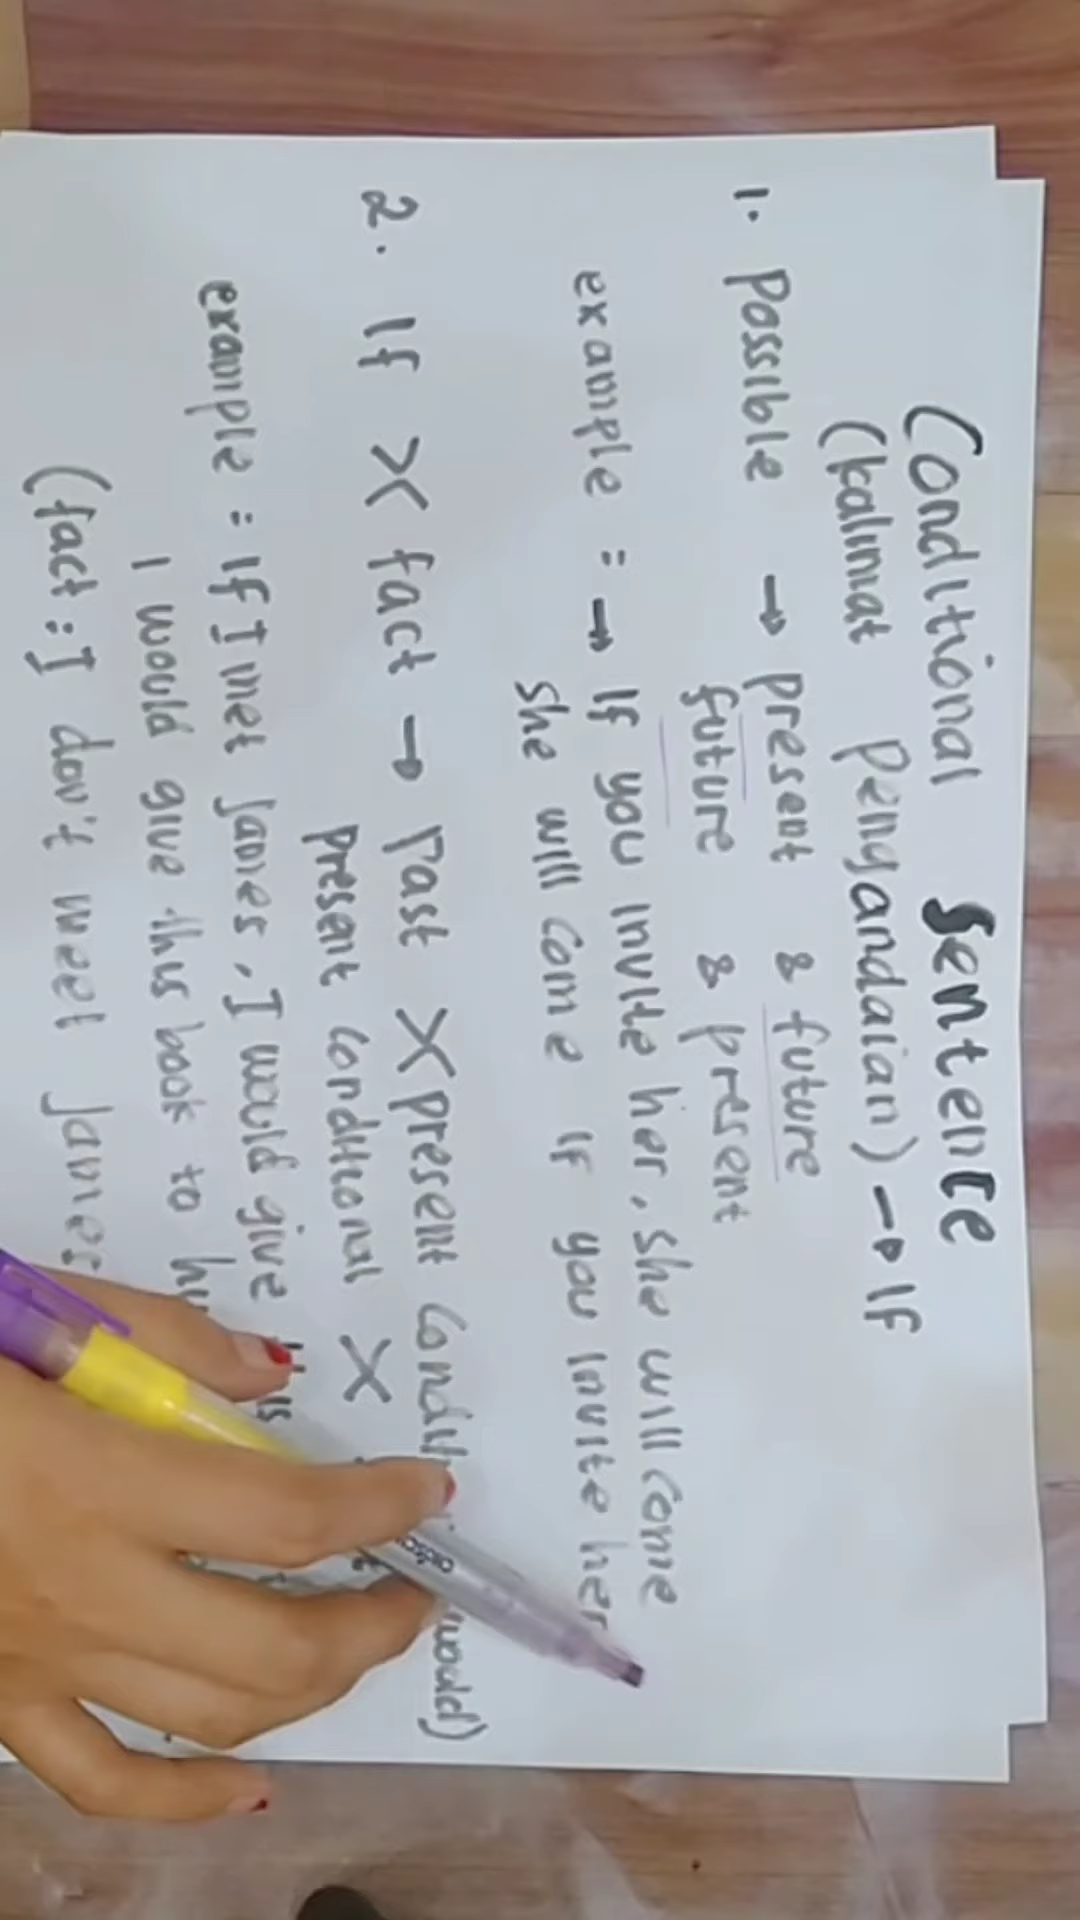 Conditional Sentence
(kalimat pengandaian) → If
1. Possible → present & future
future & present
example : → If you invite her, she will come
she will come if you invite her
2. If X fact → past X present
present conditional X
example : If I met James, I would give
I would give this book to
(fact : I don't meet James